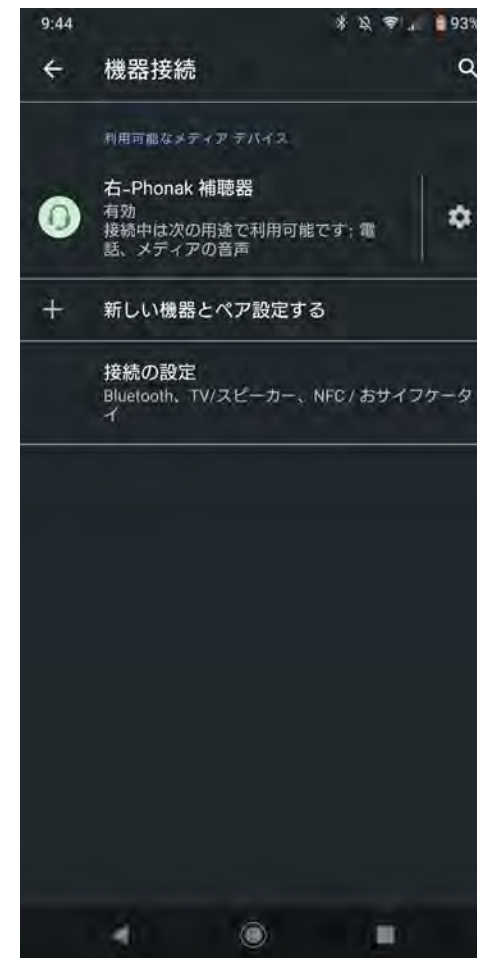 9:44
93%
機器接続
利用可能なメディア デバイス
右-Phonak 補聴器
有効
接続中は次の用途で利用可能です: 電
話、メディアの音声
新しい機器とペア設定する
接続の設定
Bluetooth、TV/スピーカー、NFC / おサイフケータ
イ